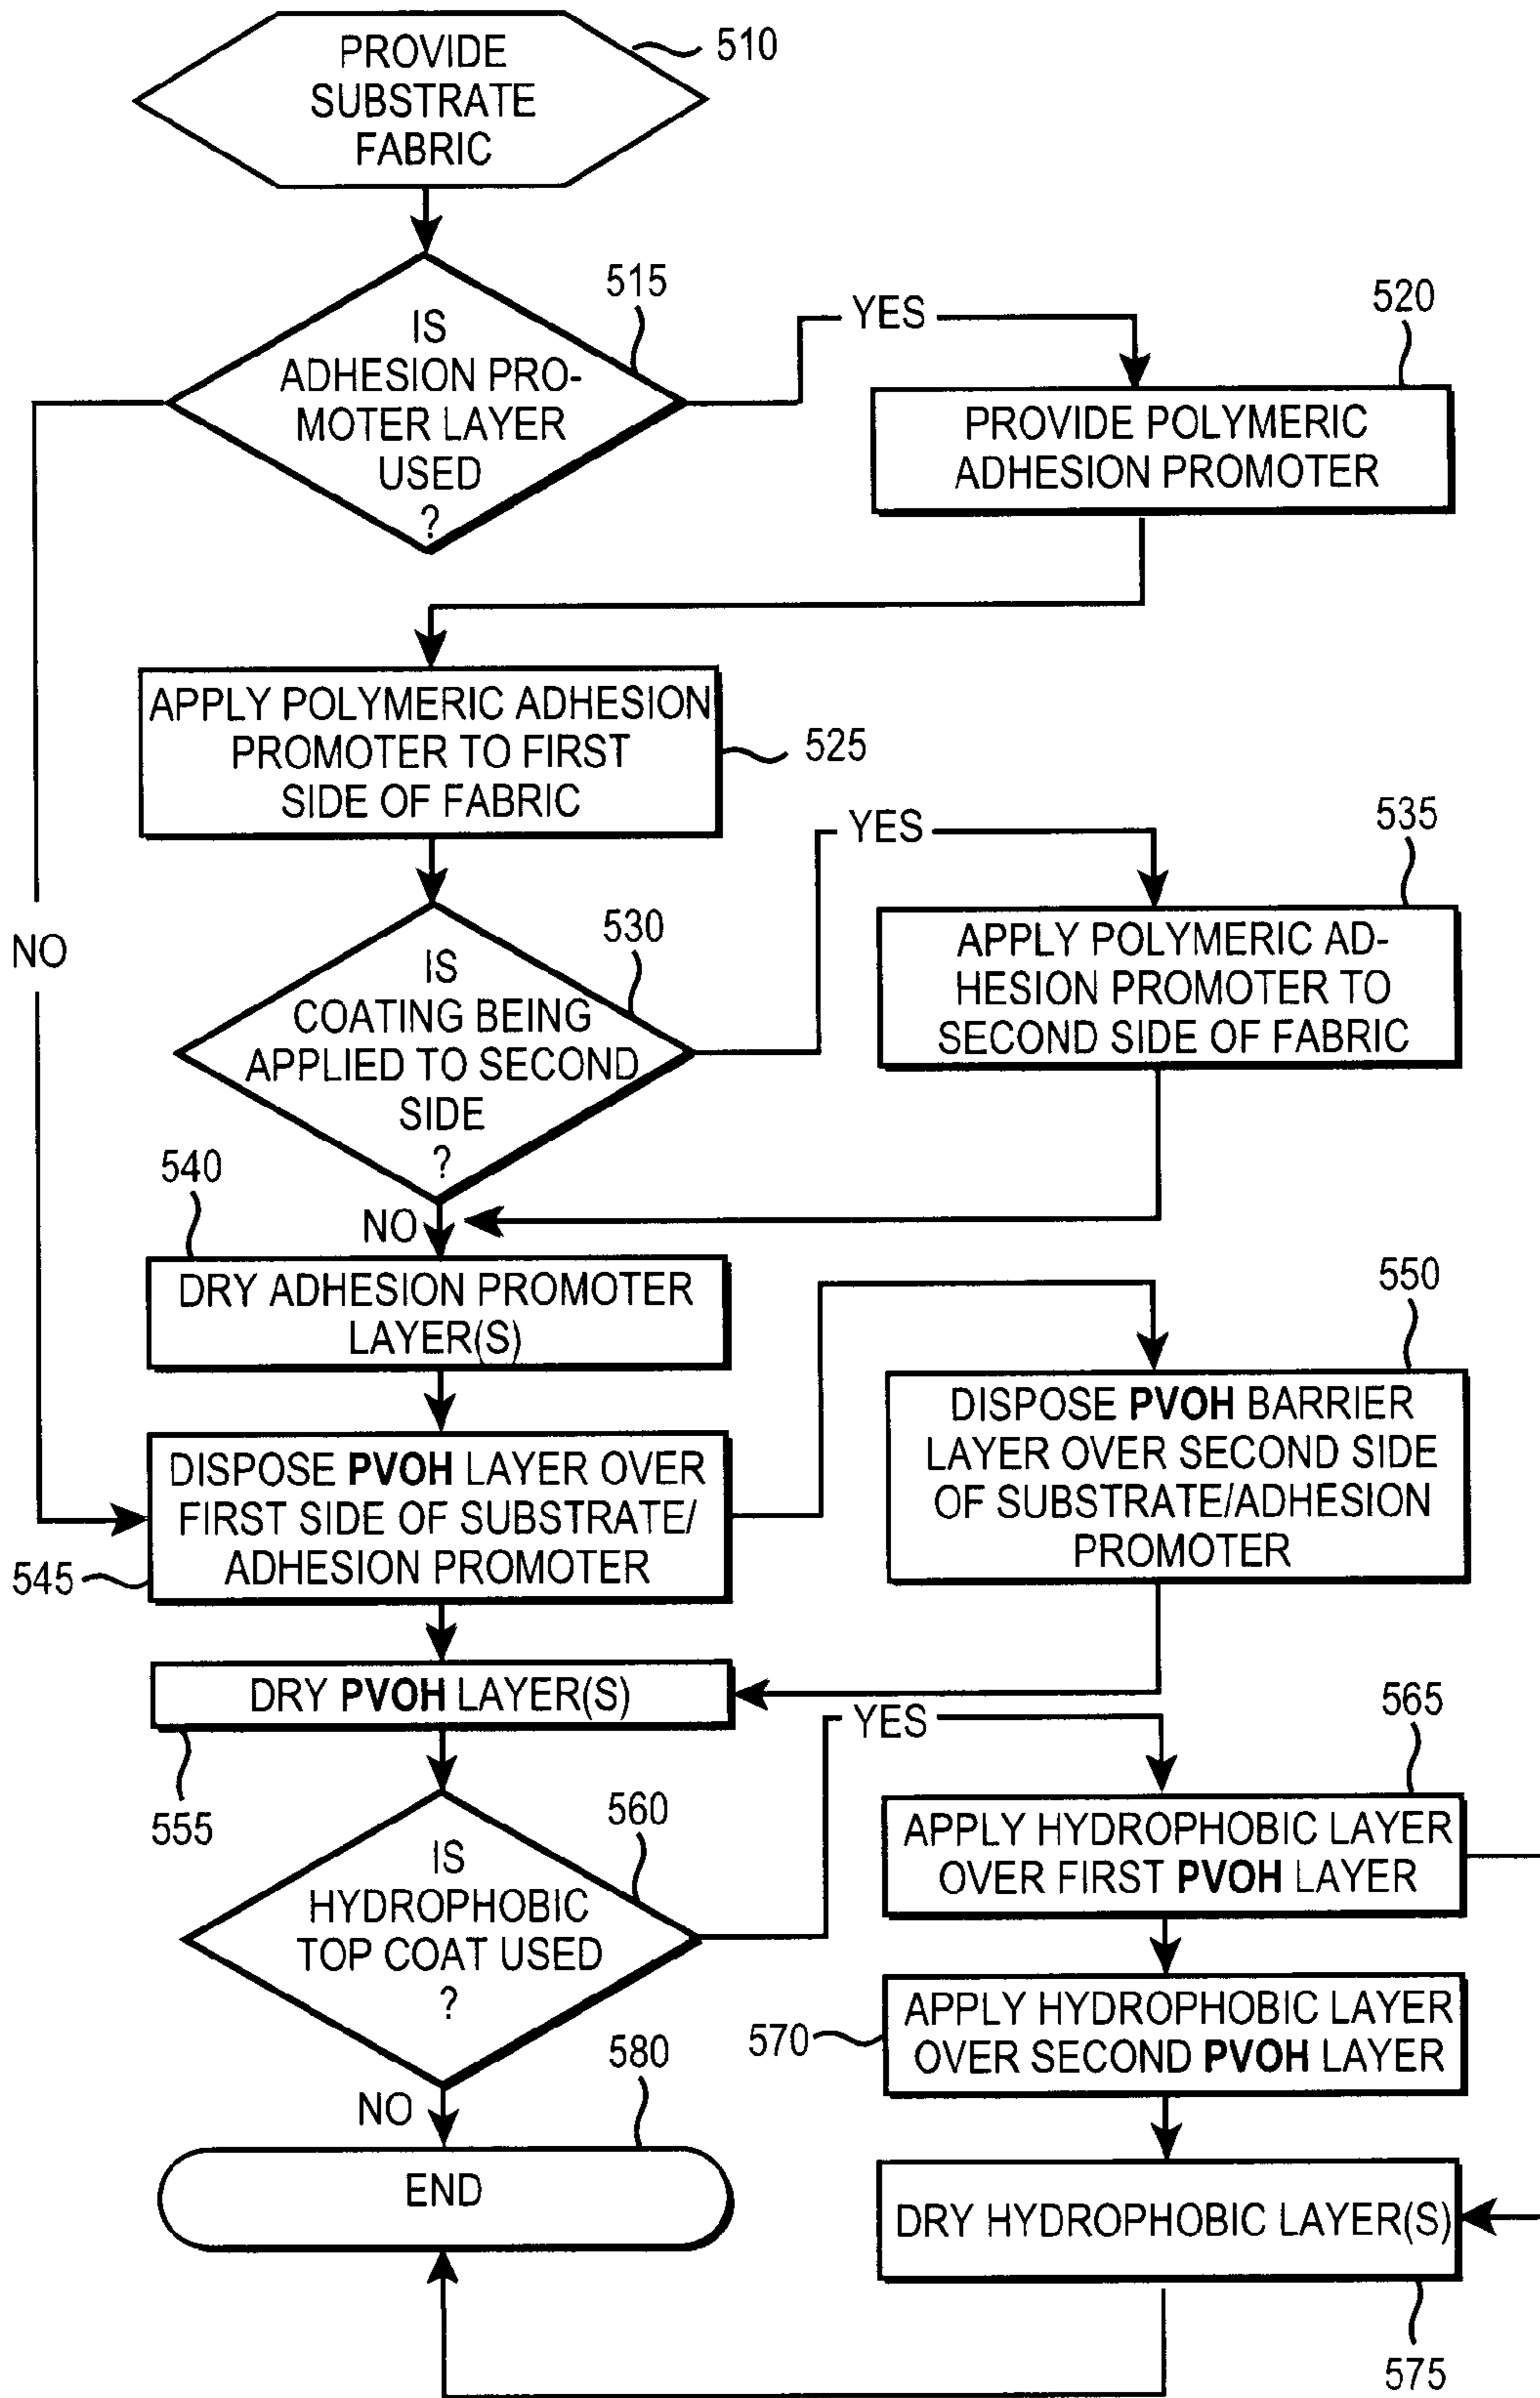 PROVIDE
SUBSTRATE
FABRIC
510
IS
ADHESION PRO-
MOTER LAYER
USED
?
515
YES
520
PROVIDE POLYMERIC
ADHESION PROMOTER
NO
APPLY POLYMERIC ADHESION
PROMOTER TO FIRST
SIDE OF FABRIC
525
IS
COATING BEING
APPLIED TO SECOND
SIDE
?
530
YES
535
APPLY POLYMERIC AD-
HESION PROMOTER TO
SECOND SIDE OF FABRIC
NO
540
DRY ADHESION PROMOTER
LAYER(S)
DISPOSE PVOH LAYER OVER
FIRST SIDE OF SUBSTRATE/
ADHESION PROMOTER
545
550
DISPOSE PVOH BARRIER
LAYER OVER SECOND SIDE
OF SUBSTRATE/ADHESION
PROMOTER
DRY PVOH LAYER(S)
555
IS
HYDROPHOBIC
TOP COAT USED
?
560
YES
565
APPLY HYDROPHOBIC LAYER
OVER FIRST PVOH LAYER
570
APPLY HYDROPHOBIC LAYER
OVER SECOND PVOH LAYER
NO
580
END
DRY HYDROPHOBIC LAYER(S)
575